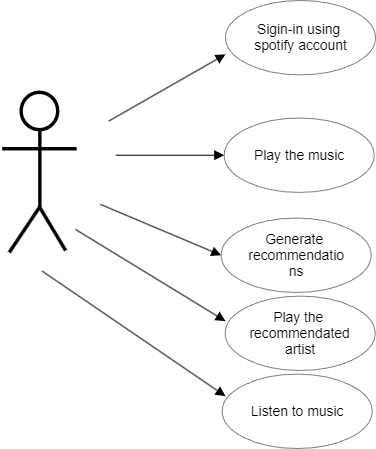 Sigin-in using
spotify account
Play the music
Generate
recommendatio
ns
Play the
recommendated
artist
Listen to music